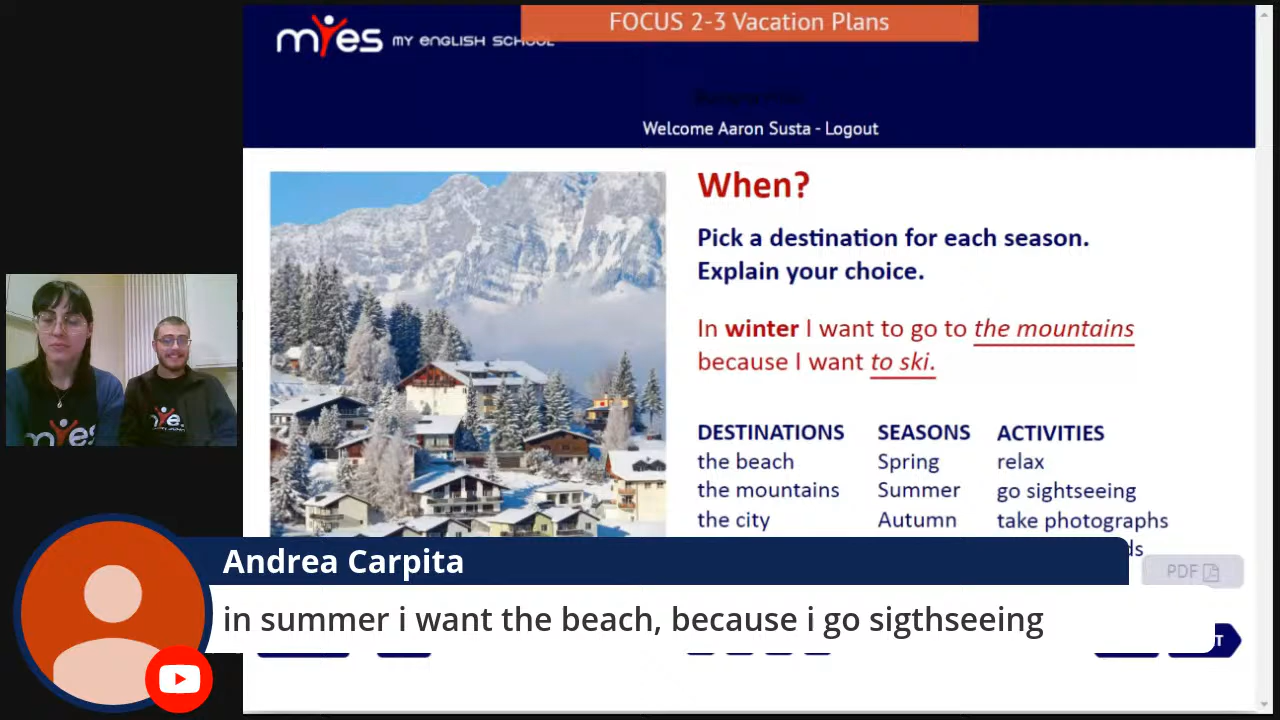 FOCUS 2-3 Vacation Plans
myes MY ENGLISH SCHOOL
Welcome Aaron Susta - Logout
When?
Pick a destination for each season.
Explain your choice.
In winter I want to go to the mountains
because I want to ski.
DESTINATIONS SEASONS ACTIVITIES
the beach Spring relax
the mountains Summer go sightseeing
the city Autumn take photographs
ds
PDF
Andrea Carpita
in summer i want the beach, because i go sigthseeing
T
myes